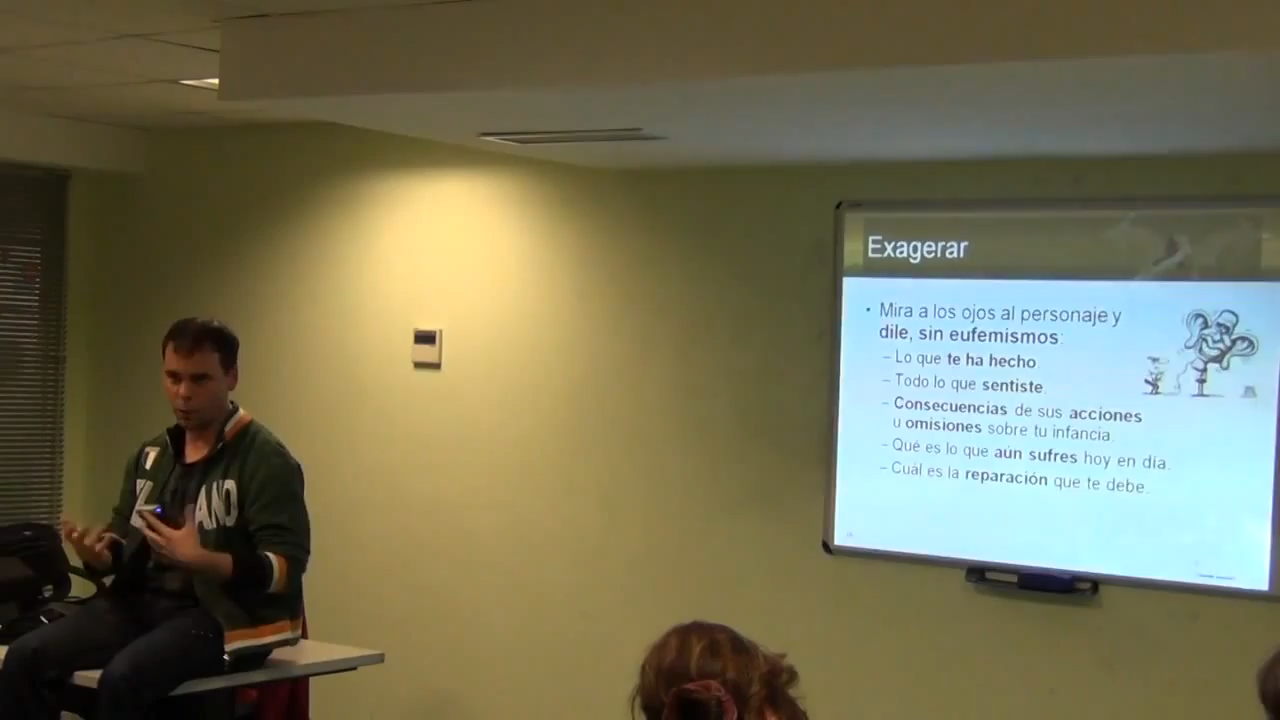 Exagerar
• Mira a los ojos al personaje y
dile, sin eufemismos:
– Lo que te ha hecho.
– Todo lo que sentiste.
– Consecuencias de sus acciones
u omisiones sobre tu infancia.
– Qué es lo que aún sufres hoy en día.
– Cuál es la reparación que te debe.